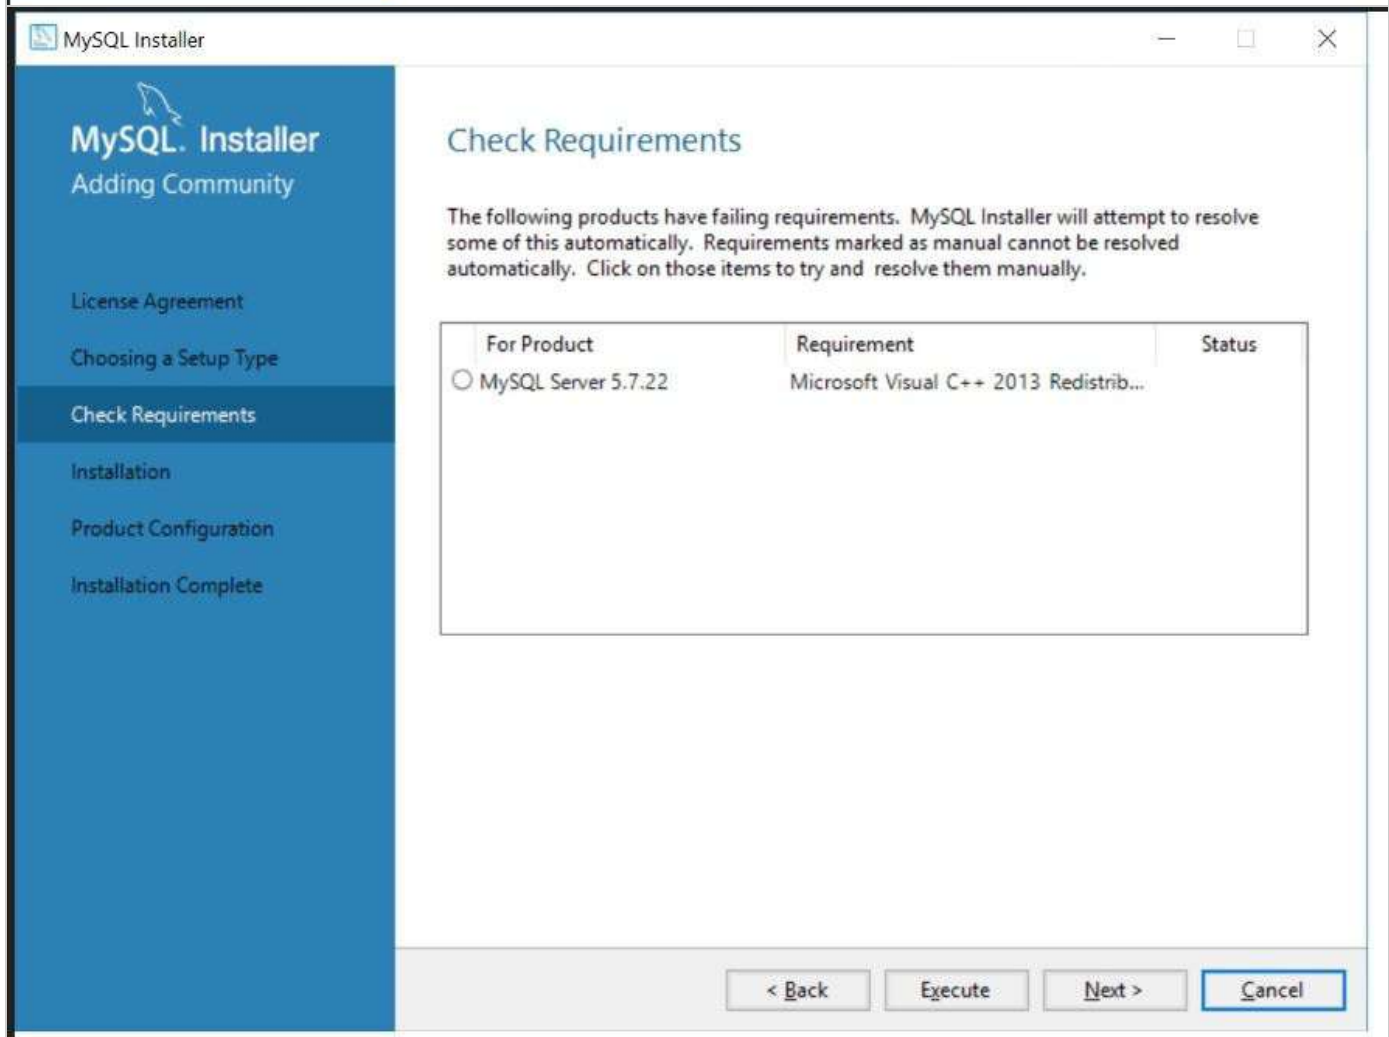 MySQL Installer
MySQL. Installer
Adding Community
License Agreement
Choosing a Setup Type
Check Requirements
Installation
Product Configuration
Installation Complete
Check Requirements
The following products have failing requirements. MySQL Installer will attempt to resolve
some of this automatically. Requirements marked as manual cannot be resolved
automatically. Click on those items to try and resolve them manually.
For Product Requirement Status
MySQL Server 5.7.22 Microsoft Visual C++ 2013 Redistrib...
< Back Execute Next > Cancel